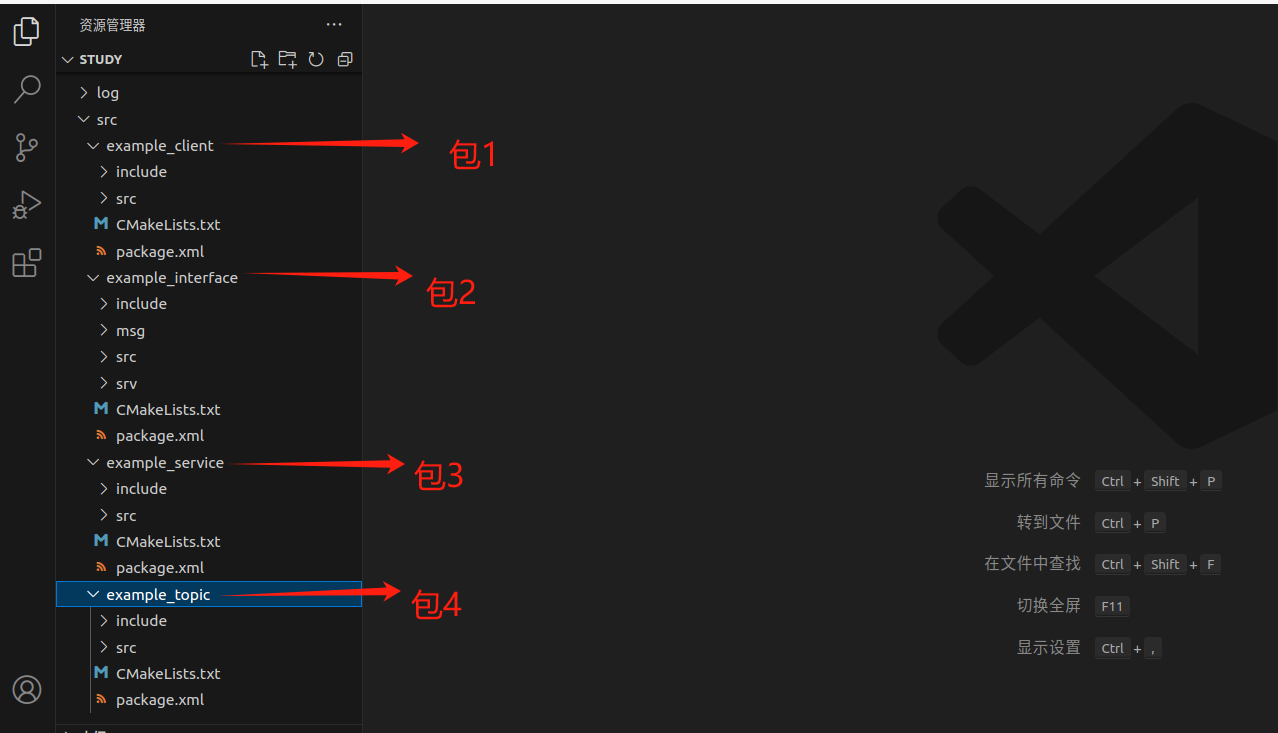 资源管理器
STUDY
log
src
example_client
包1
include
src
CMakeLists.txt
package.xml
example_interface
包2
include
msg
src
srv
CMakeLists.txt
package.xml
example_service
包3
include
src
CMakeLists.txt
package.xml
example_topic
包4
include
src
CMakeLists.txt
package.xml
显示所有命令 Ctrl + Shift + P
转到文件 Ctrl + P
在文件中查找 Ctrl + Shift + F
切换全屏 F11
显示设置 Ctrl + ,